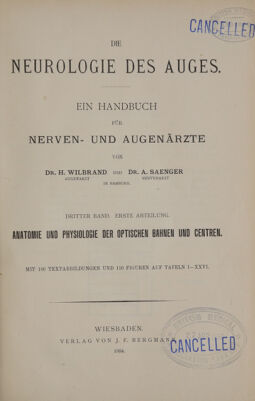 CANCELLED
DIE
NEUROLOGIE DES AUGES.
EIN HANDBUCH
FÜR
NERVEN- UND AUGENÄRZTE
VON
DR. H. WILBRAND UND DR. A. SAENGER
AUGENARZT NERVENARZT
IN HAMBURG.
DRITTER BAND. ERSTE ABTEILUNG.
ANATOMIE UND PHYSIOLOGIE DER OPTISCHEN BAHNEN UND CENTREN.
MIT TEXTABBILDUNGEN UND FIGUREN AUF TAFELN I—XXVI.
WIESBADEN.
VERLAG VON J. F. BERGMANN
CANCELLED
1904.